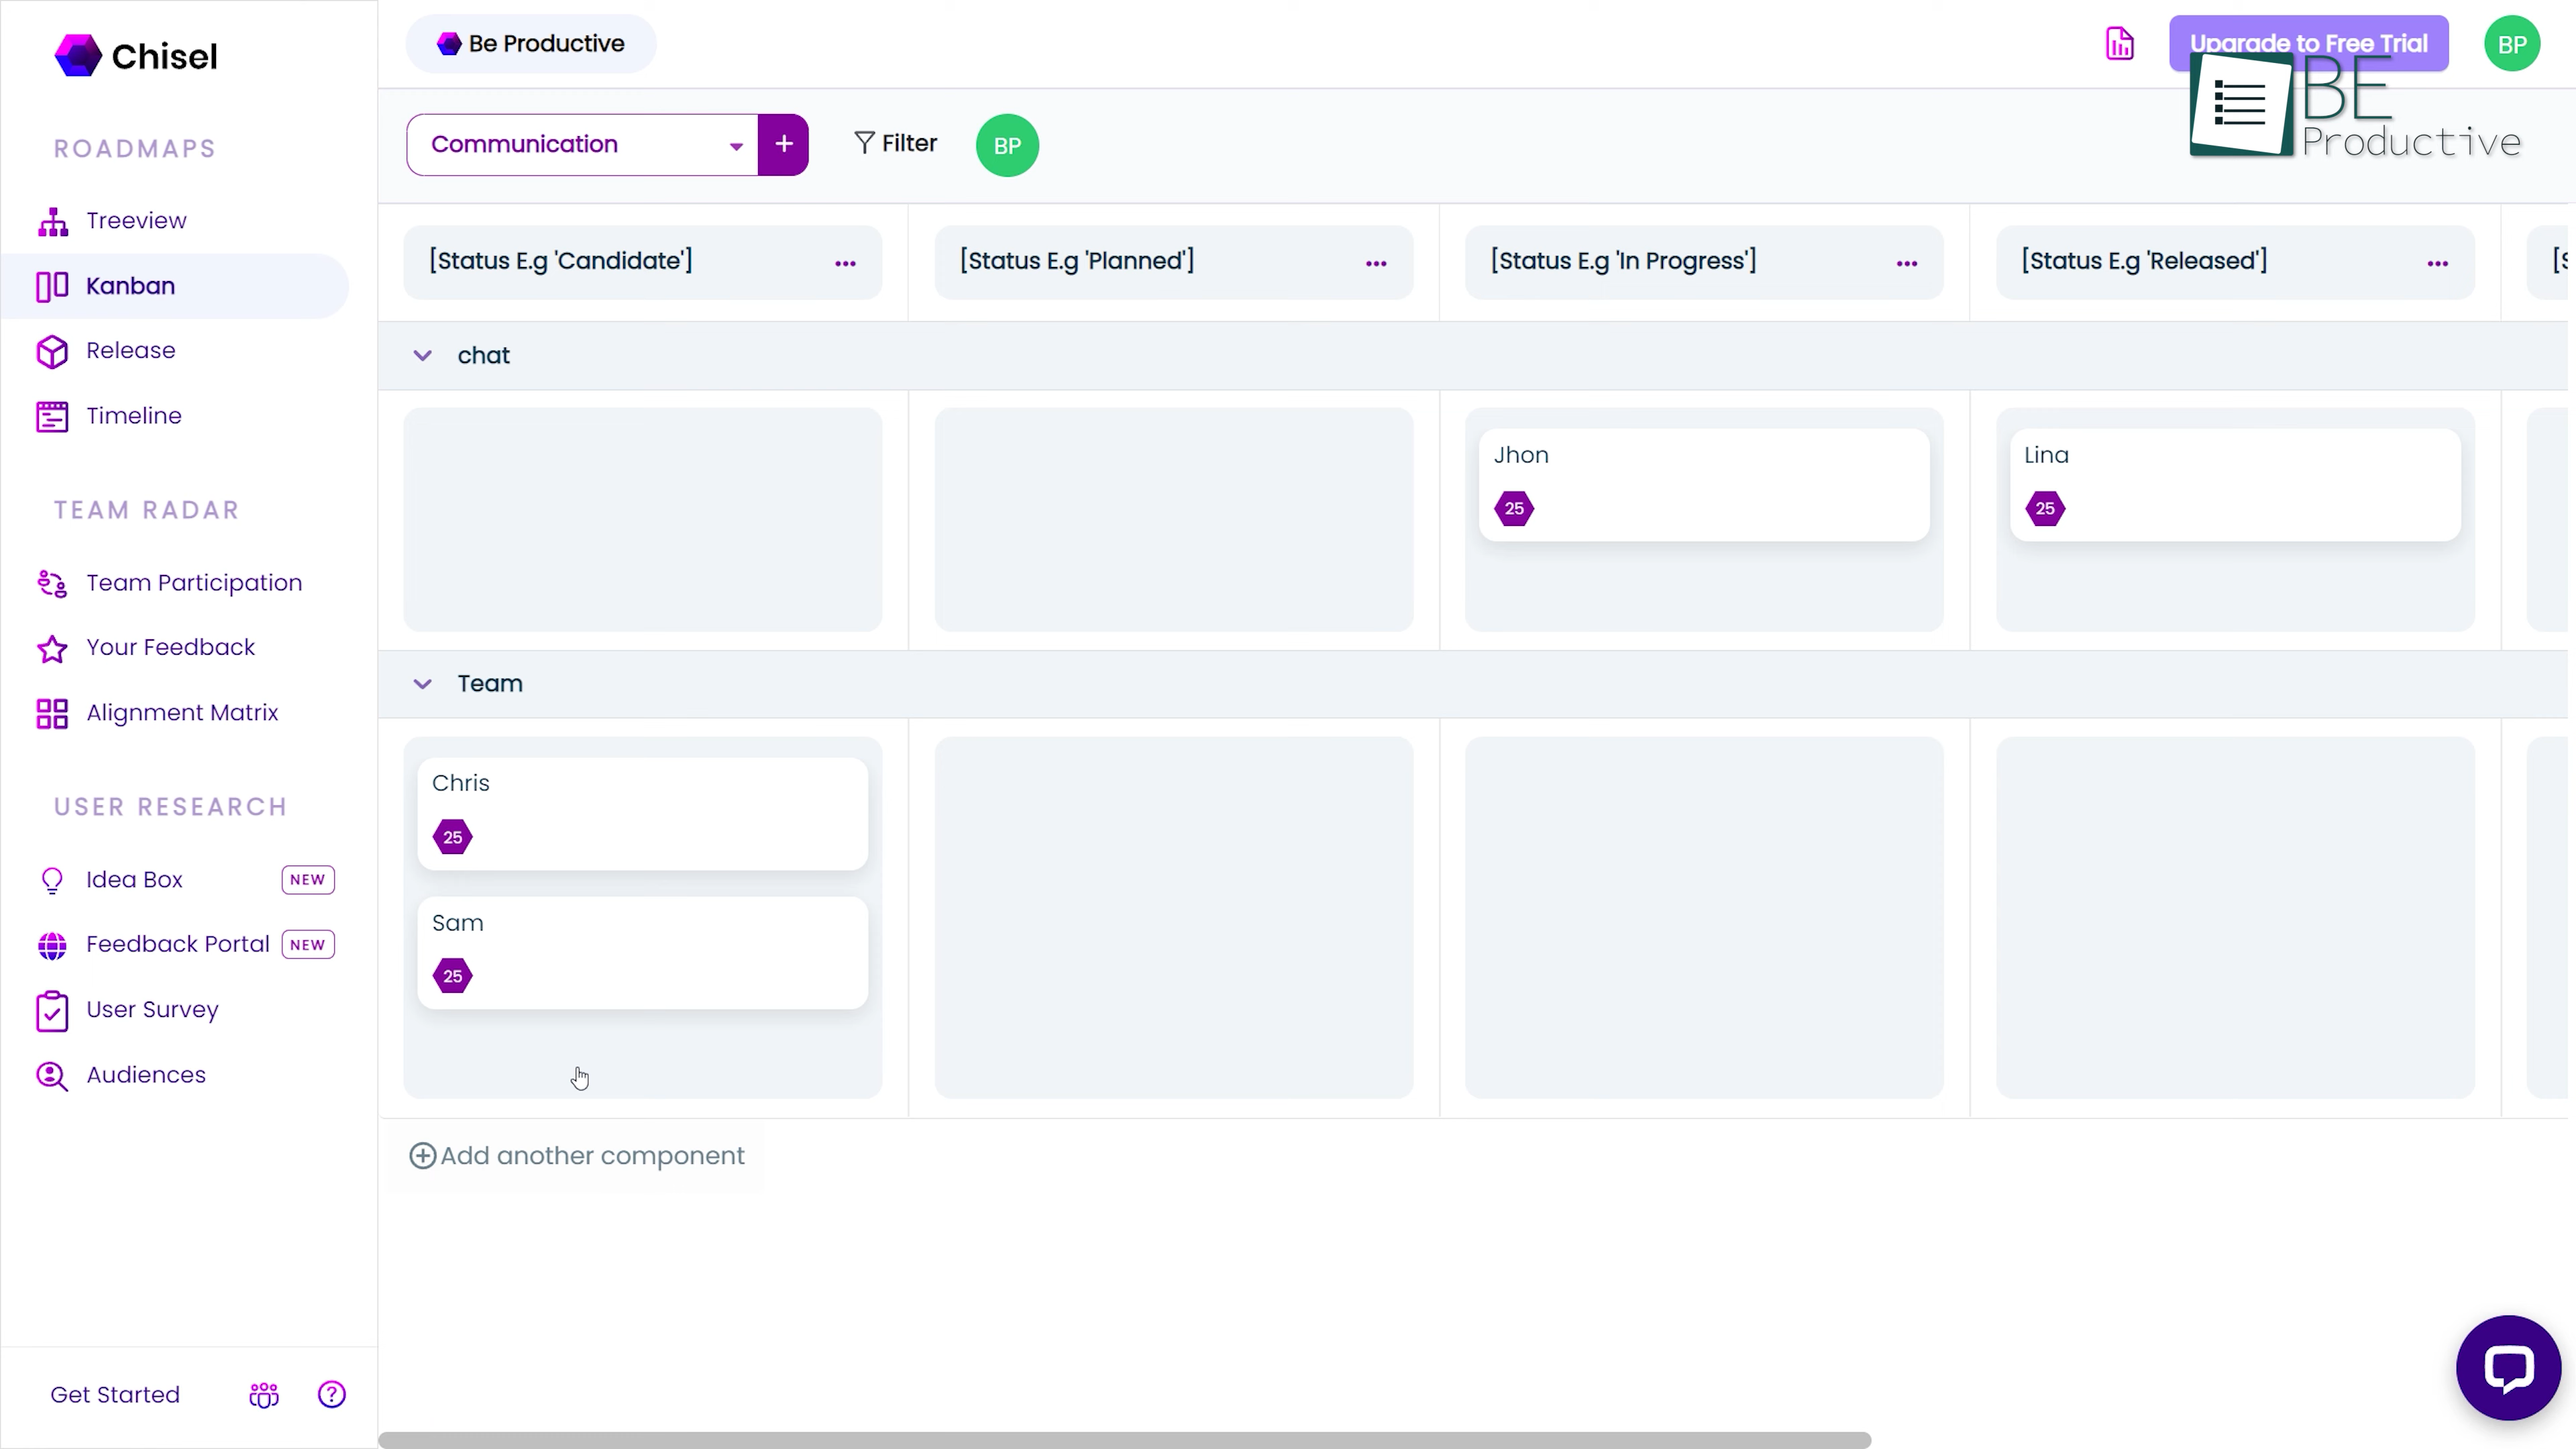 Chisel
Be Productive
Upgrade to Free Trial
BP
BE
Productive
ROADMAPS
Treeview
Kanban
Release
Timeline
TEAM RADAR
Team Participation
Your Feedback
Alignment Matrix
USER RESEARCH
Idea Box NEW
Feedback Portal NEW
User Survey
Audiences
Get Started
Communication
Filter
BP
[Status E.g 'Candidate']
[Status E.g 'Planned']
[Status E.g 'In Progress']
[Status E.g 'Released']
chat
Jhon
25
Lina
25
Team
Chris
25
Sam
25
Add another component